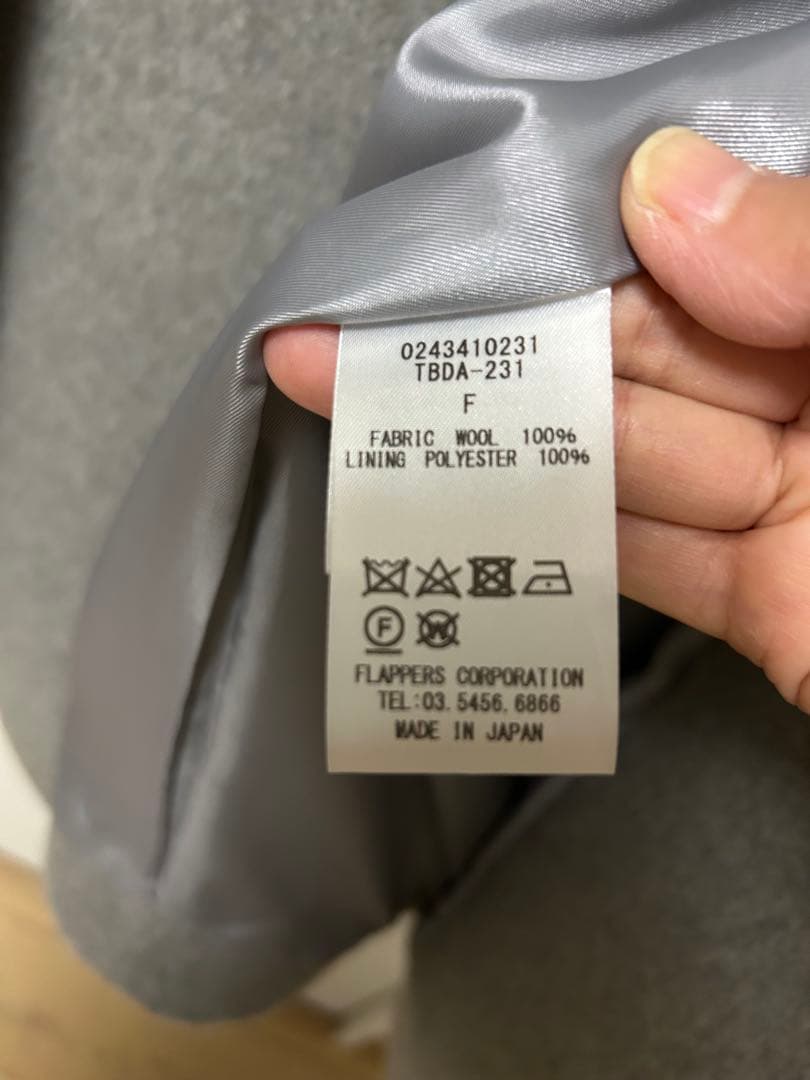 0243410231
TBDA-231
F
FABRIC WOOL 100%
LINING POLYESTER 100%
F W
FLAPPERS CORPORATION
TEL:03.5456.6866
MADE IN JAPAN